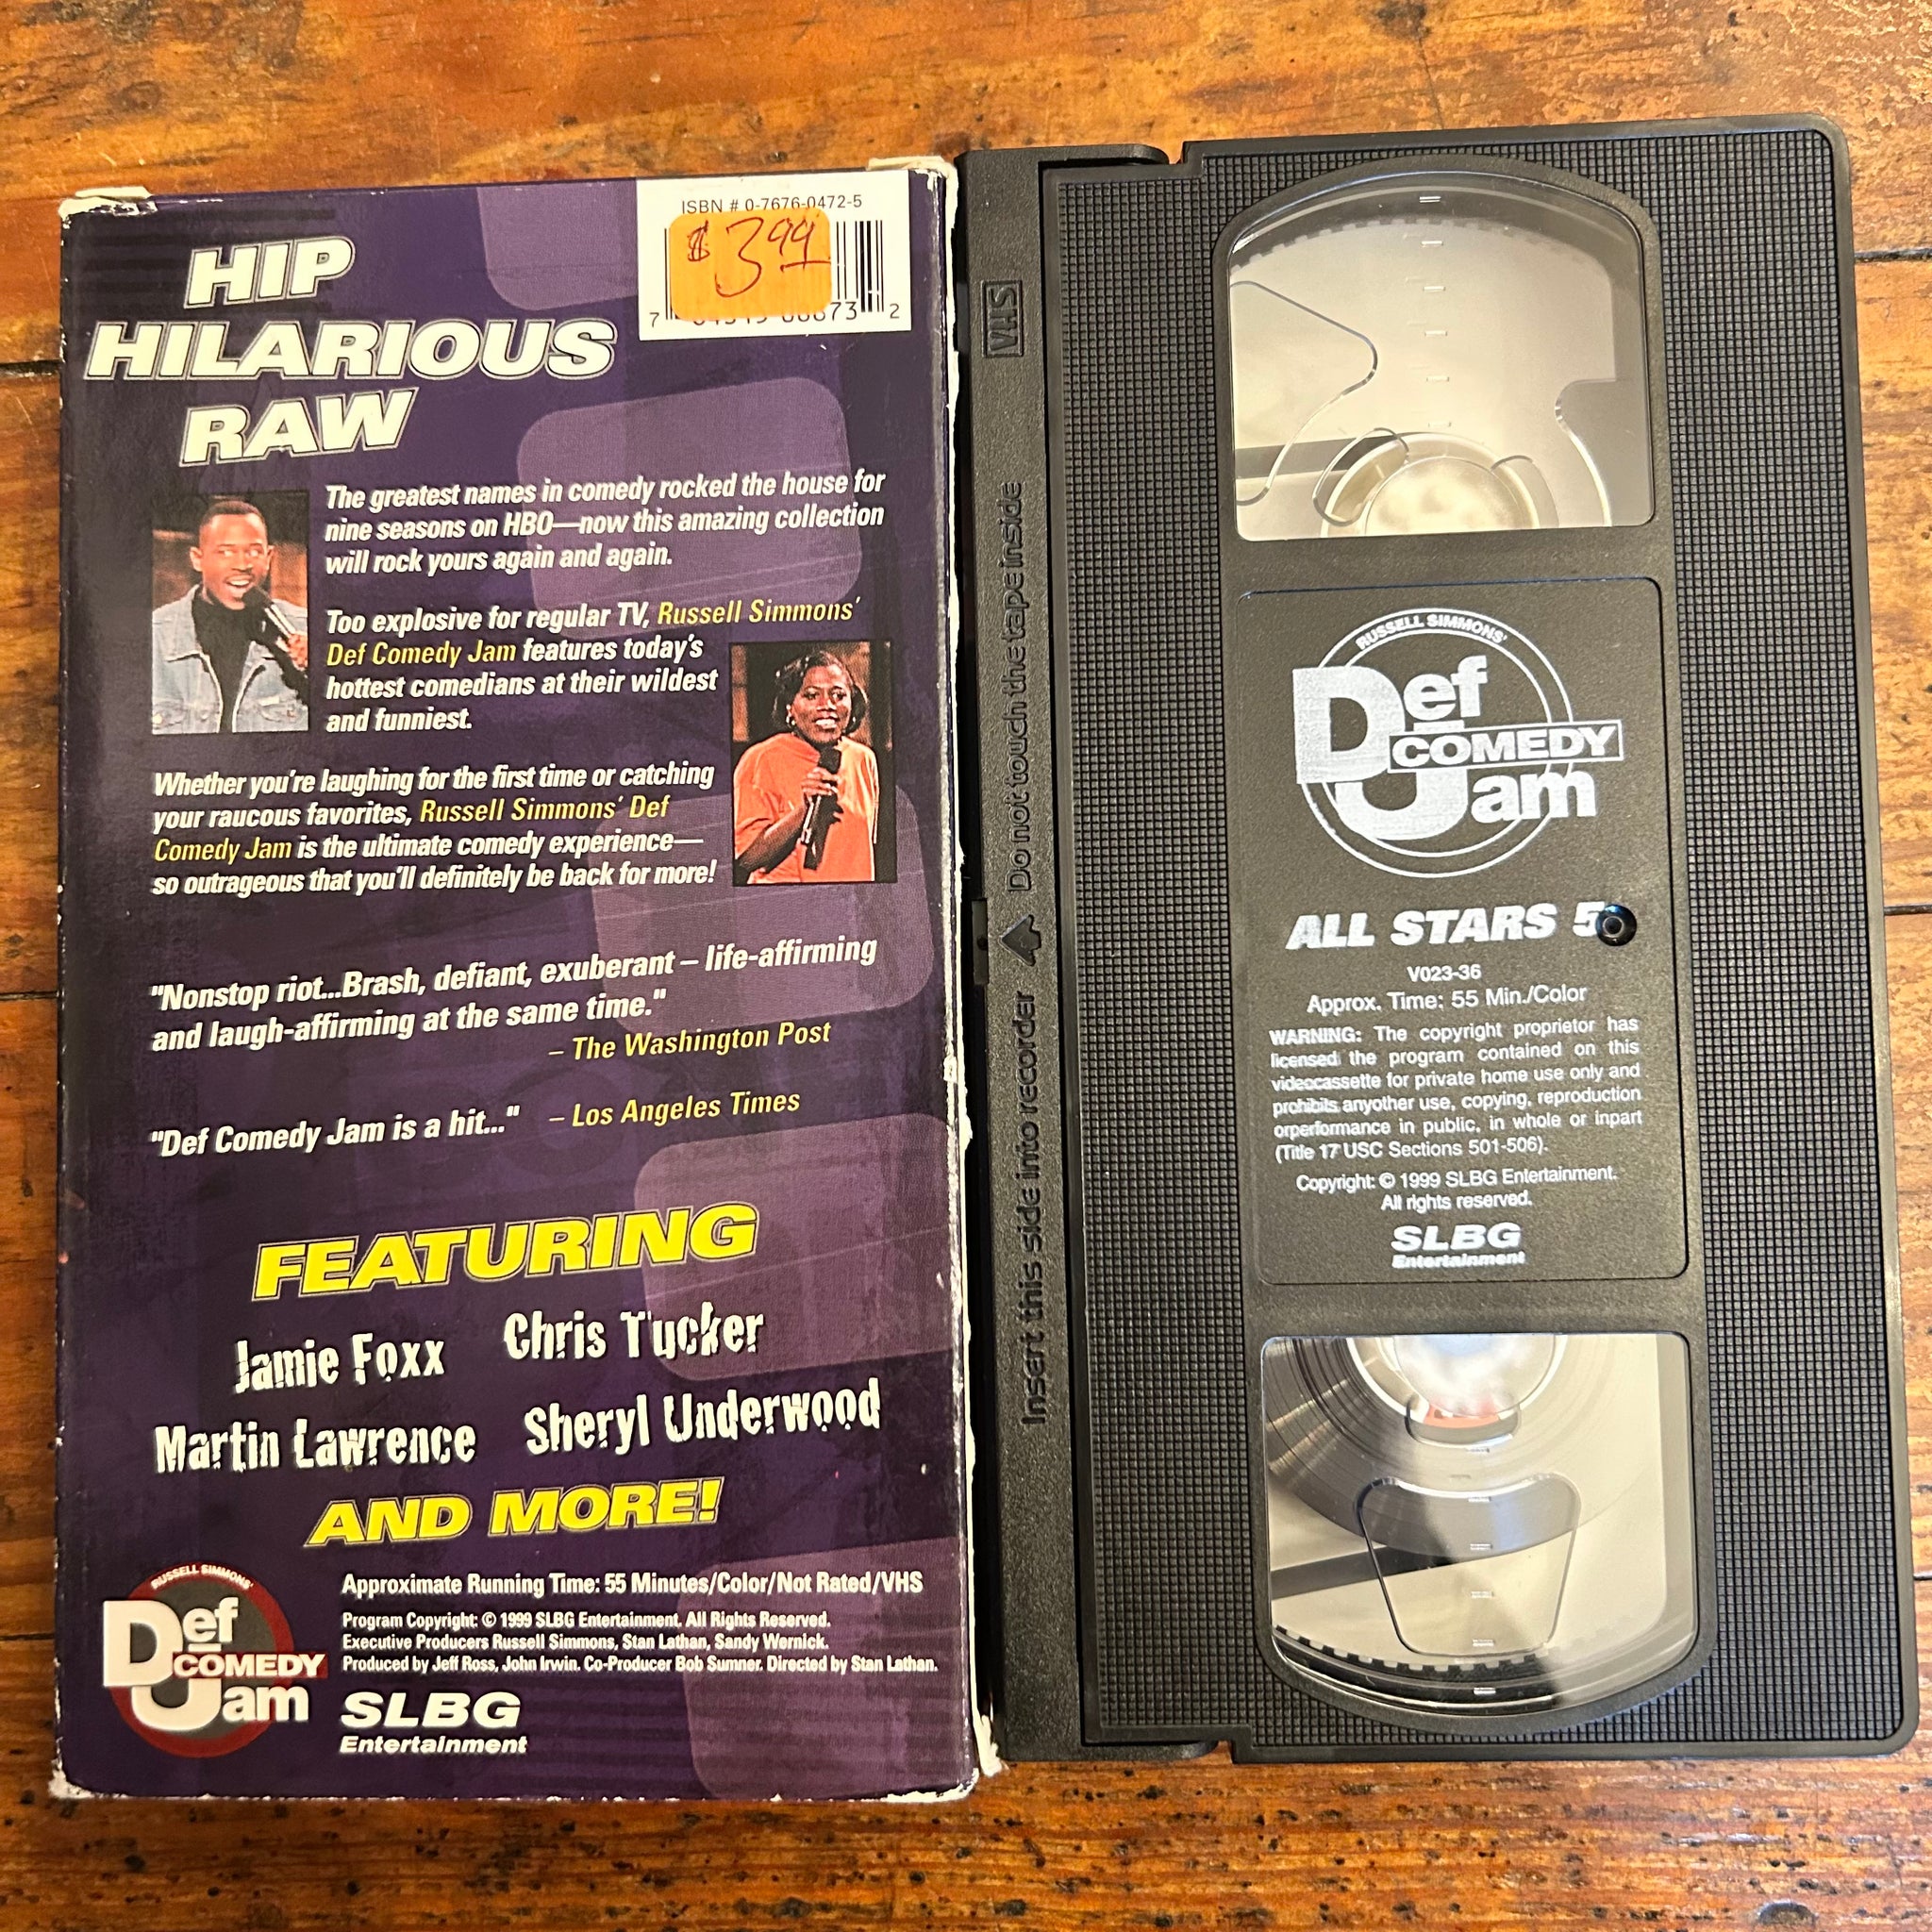 HIP
HILARIOUS
RAW
ISBN # 0-7676-0472-5
$3.99
7
73
2
The greatest names in comedy rocked the house for
nine seasons on HBO—now this amazing collection
will rock yours again and again.
Too explosive for regular TV, Russell Simmons'
Def Comedy Jam features today's
hottest comedians at their wildest
and funniest.
Whether you're laughing for the first time or catching
your raucous favorites, Russell Simmons' Def
Comedy Jam is the ultimate comedy experience—
so outrageous that you'll definitely be back for more!
"Nonstop riot...Brash, defiant, exuberant – life-affirming
and laugh-affirming at the same time."
– The Washington Post
"Def Comedy Jam is a hit..." – Los Angeles Times
FEATURING
Jamie Foxx Chris Tucker
Martin Lawrence Sheryl Underwood
AND MORE!
RUSSELL SIMMONS'
Def
COMEDY
Jam
Approximate Running Time: 55 Minutes/Color/Not Rated/VHS
Program Copyright: © 1999 SLBG Entertainment. All Rights Reserved.
Executive Producers Russell Simmons, Stan Lathan, Sandy Wernick.
Produced by Jeff Ross, John Irwin. Co-Producer Bob Sumner. Directed by Stan Lathan.
SLBG
Entertainment
VHS
Insert this side into recorder Do not touch the tape inside
RUSSELL SIMMONS'
Def
COMEDY
Jam
ALL STARS 5
V023-36
Approx. Time: 55 Min./Color
WARNING: The copyright proprietor has
licensed the program contained on this
videocassette for private home use only and
prohibits anyother use, copying, reproduction
orperformance in public, in whole or inpart
(Title 17 USC Sections 501-506).
Copyright: © 1999 SLBG Entertainment.
All rights reserved.
SLBG
Entertainment